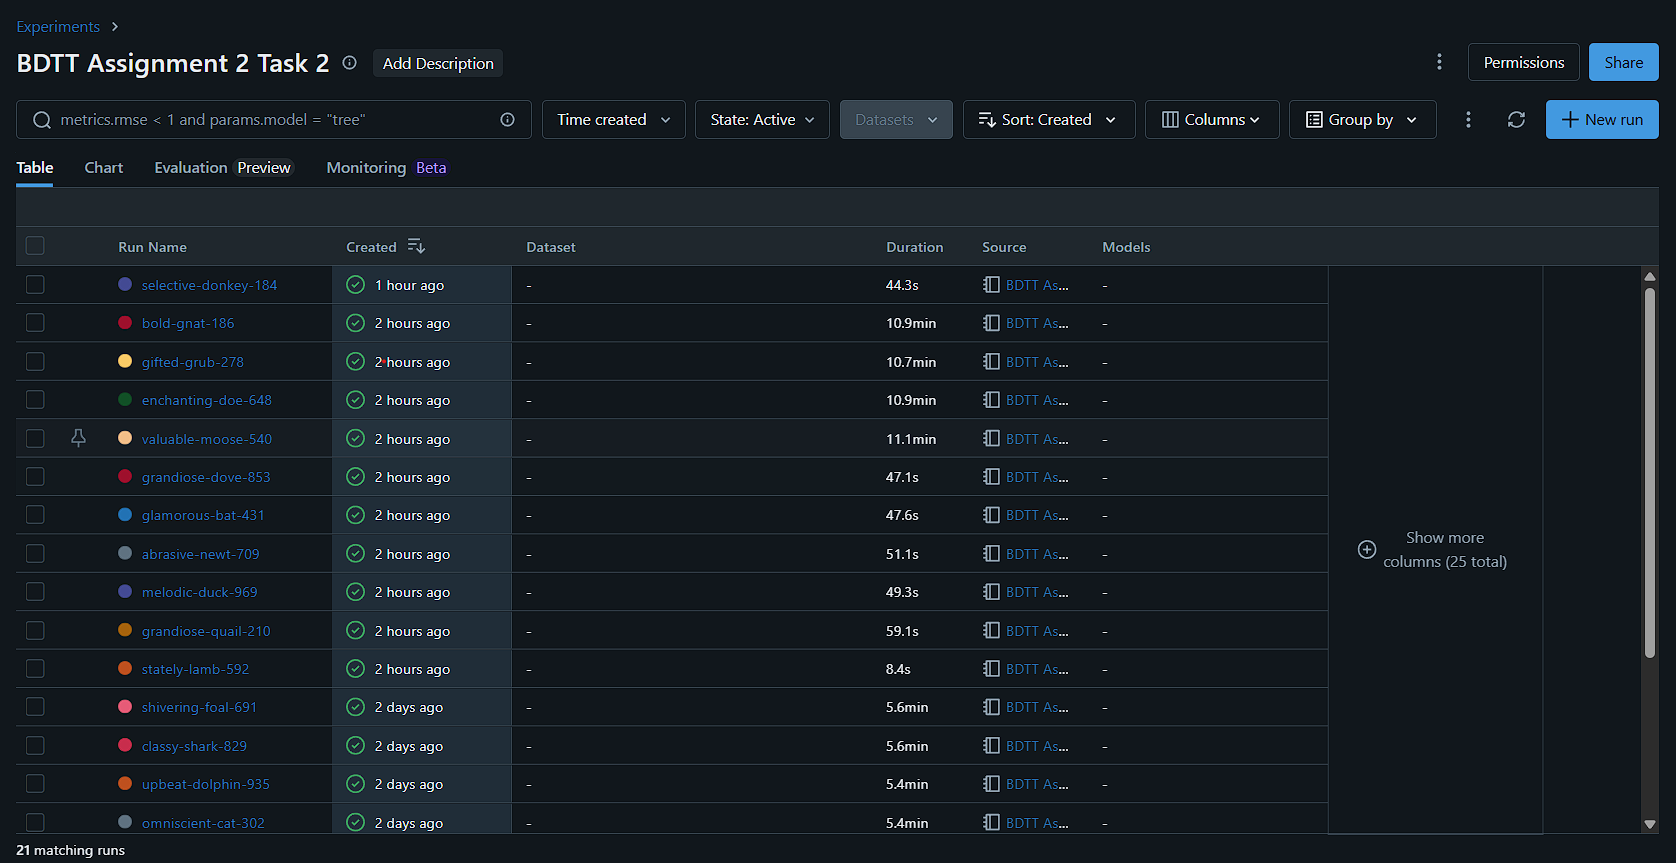 Experiments
BDTT Assignment 2 Task 2 Add Description Permissions Share
metrics.rmse < 1 and params.model = "tree" Time created State: Active Datasets Sort: Created Columns Group by New run
Table Chart Evaluation Preview Monitoring Beta
Run Name Created Dataset Duration Source Models
selective-donkey-184 1 hour ago - 44.3s BDTT As... -
bold-gnat-186 2 hours ago - 10.9min BDTT As... -
gifted-grub-278 2 hours ago - 10.7min BDTT As... -
enchanting-doe-648 2 hours ago - 10.9min BDTT As... -
valuable-moose-540 2 hours ago - 11.1min BDTT As... -
grandiose-dove-853 2 hours ago - 47.1s BDTT As... -
glamorous-bat-431 2 hours ago - 47.6s BDTT As... -
abrasive-newt-709 2 hours ago - 51.1s BDTT As... -
melodic-duck-969 2 hours ago - 49.3s BDTT As... -
grandiose-quail-210 2 hours ago - 59.1s BDTT As... -
stately-lamb-592 2 hours ago - 8.4s BDTT As... -
shivering-foal-691 2 days ago - 5.6min BDTT As... -
classy-shark-829 2 days ago - 5.6min BDTT As... -
upbeat-dolphin-935 2 days ago - 5.4min BDTT As... -
omniscient-cat-302 2 days ago - 5.4min BDTT As... -
Show more
columns (25 total)
21 matching runs